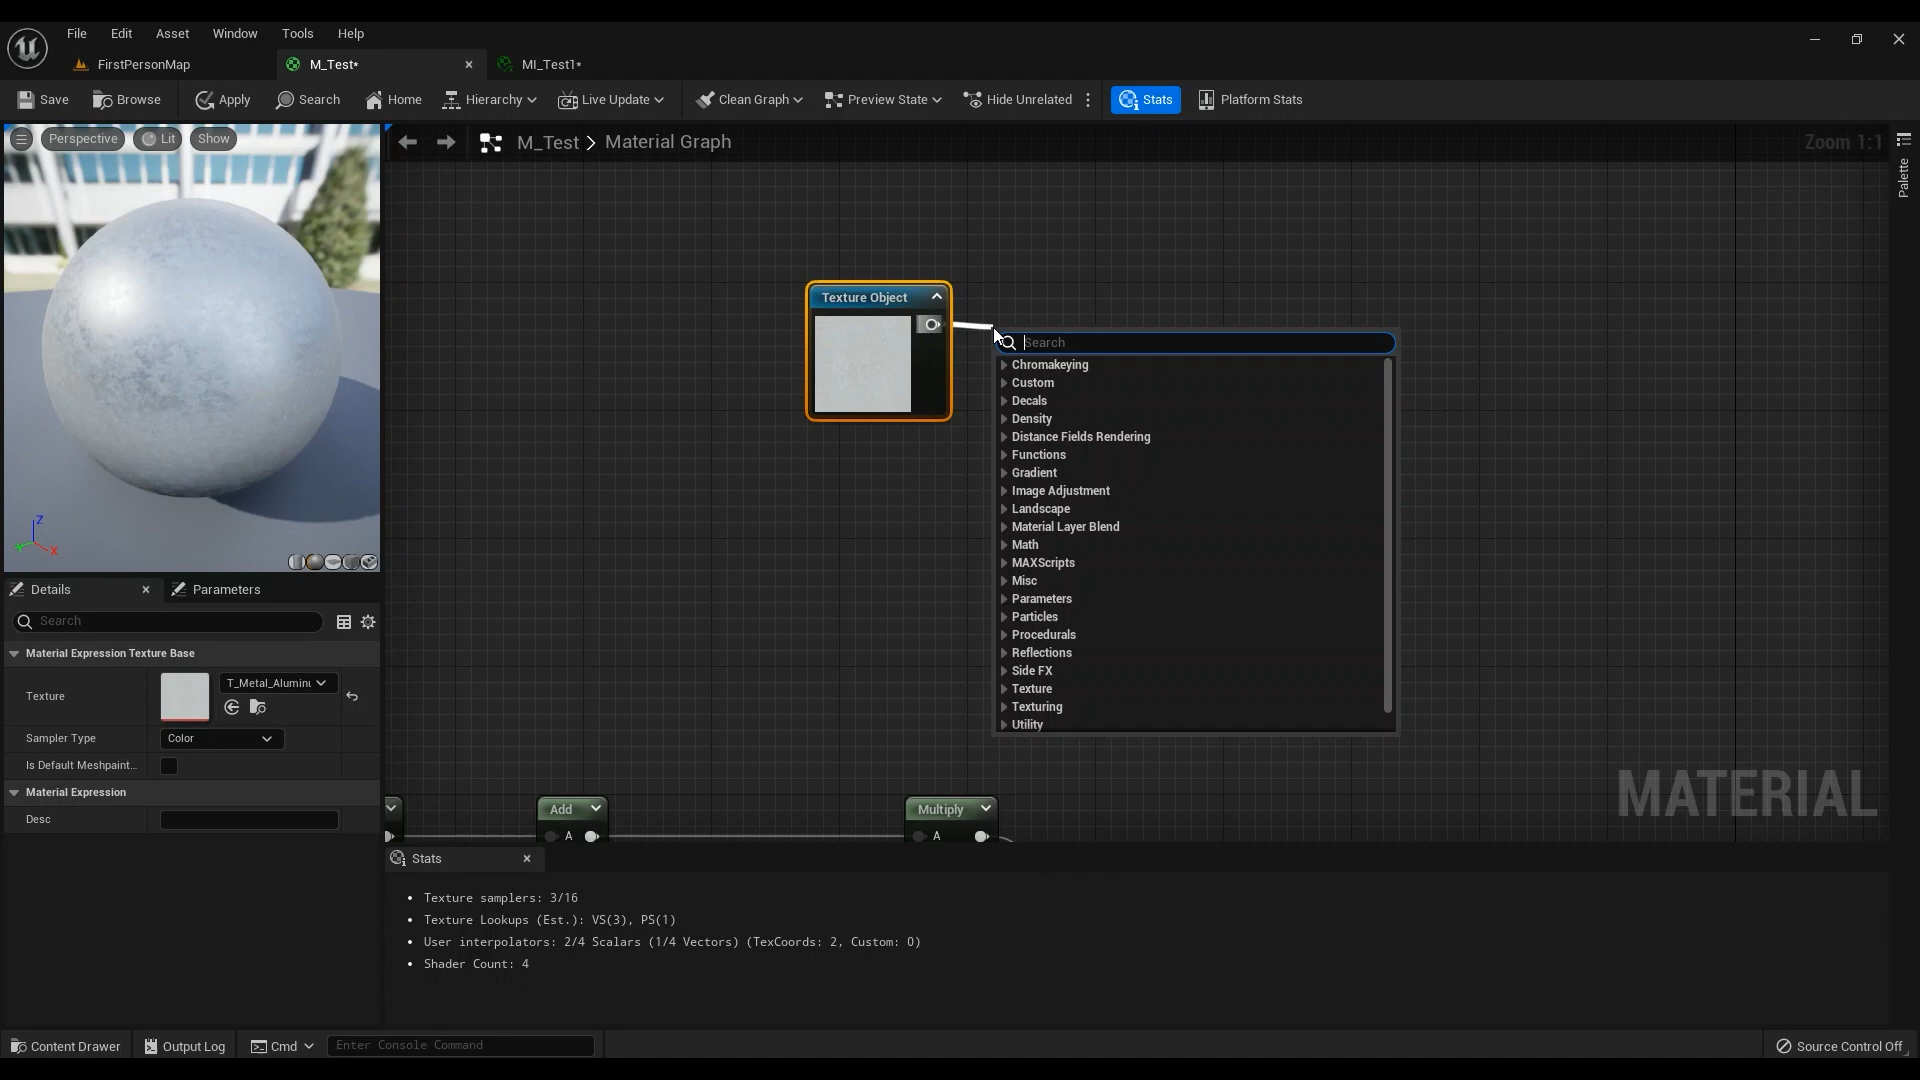 File Edit Asset Window Tools Help
FirstPersonMap M_Test* MI_Test1*
Save Browse Apply Search Home Hierarchy Live Update Clean Graph Preview State Hide Unrelated Stats Platform Stats
Perspective Lit Show
M_Test > Material Graph
Zoom 1:1
Palette
Texture Object
Search
Chromakeying
Custom
Decals
Density
Distance Fields Rendering
Functions
Gradient
Image Adjustment
Landscape
Material Layer Blend
Math
MAXScripts
Misc
Parameters
Particles
Procedurals
Reflections
Side FX
Texture
Texturing
Utility
Z
Y
X
Details Parameters
Search
Material Expression Texture Base
Texture T_Metal_Aluminu
Sampler Type Color
Is Default Meshpaint...
Material Expression
Desc
Add
A
Multiply
A
MATERIAL
Stats
• Texture samplers: 3/16
• Texture Lookups (Est.): VS(3), PS(1)
• User interpolators: 2/4 Scalars (1/4 Vectors) (TexCoords: 2, Custom: 0)
• Shader Count: 4
Content Drawer Output Log Cmd Enter Console Command Source Control Off